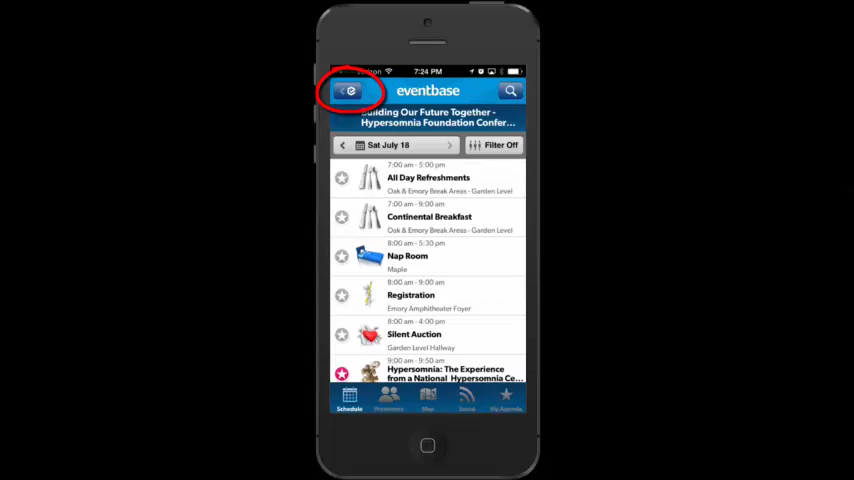 7:24 PM
eventbase
Building Our Future Together -
Hypersomnia Foundation Confer...
Sat July 18
Filter Off
7:00 am - 5:00 pm
All Day Refreshments
Oak & Emory Break Areas - Garden Level
7:00 am - 9:00 am
Continental Breakfast
Oak & Emory Break Areas - Garden Level
8:00 am - 5:30 pm
Nap Room
Maple
8:00 am - 9:00 am
Registration
Emory Amphitheater Foyer
8:00 am - 4:00 pm
Silent Auction
Garden Level Hallway
9:00 am - 9:50 am
Hypersomnia: The Experience
from a National Hypersomnia Ce...
Schedule
Presenters
Map
Social
My Agenda